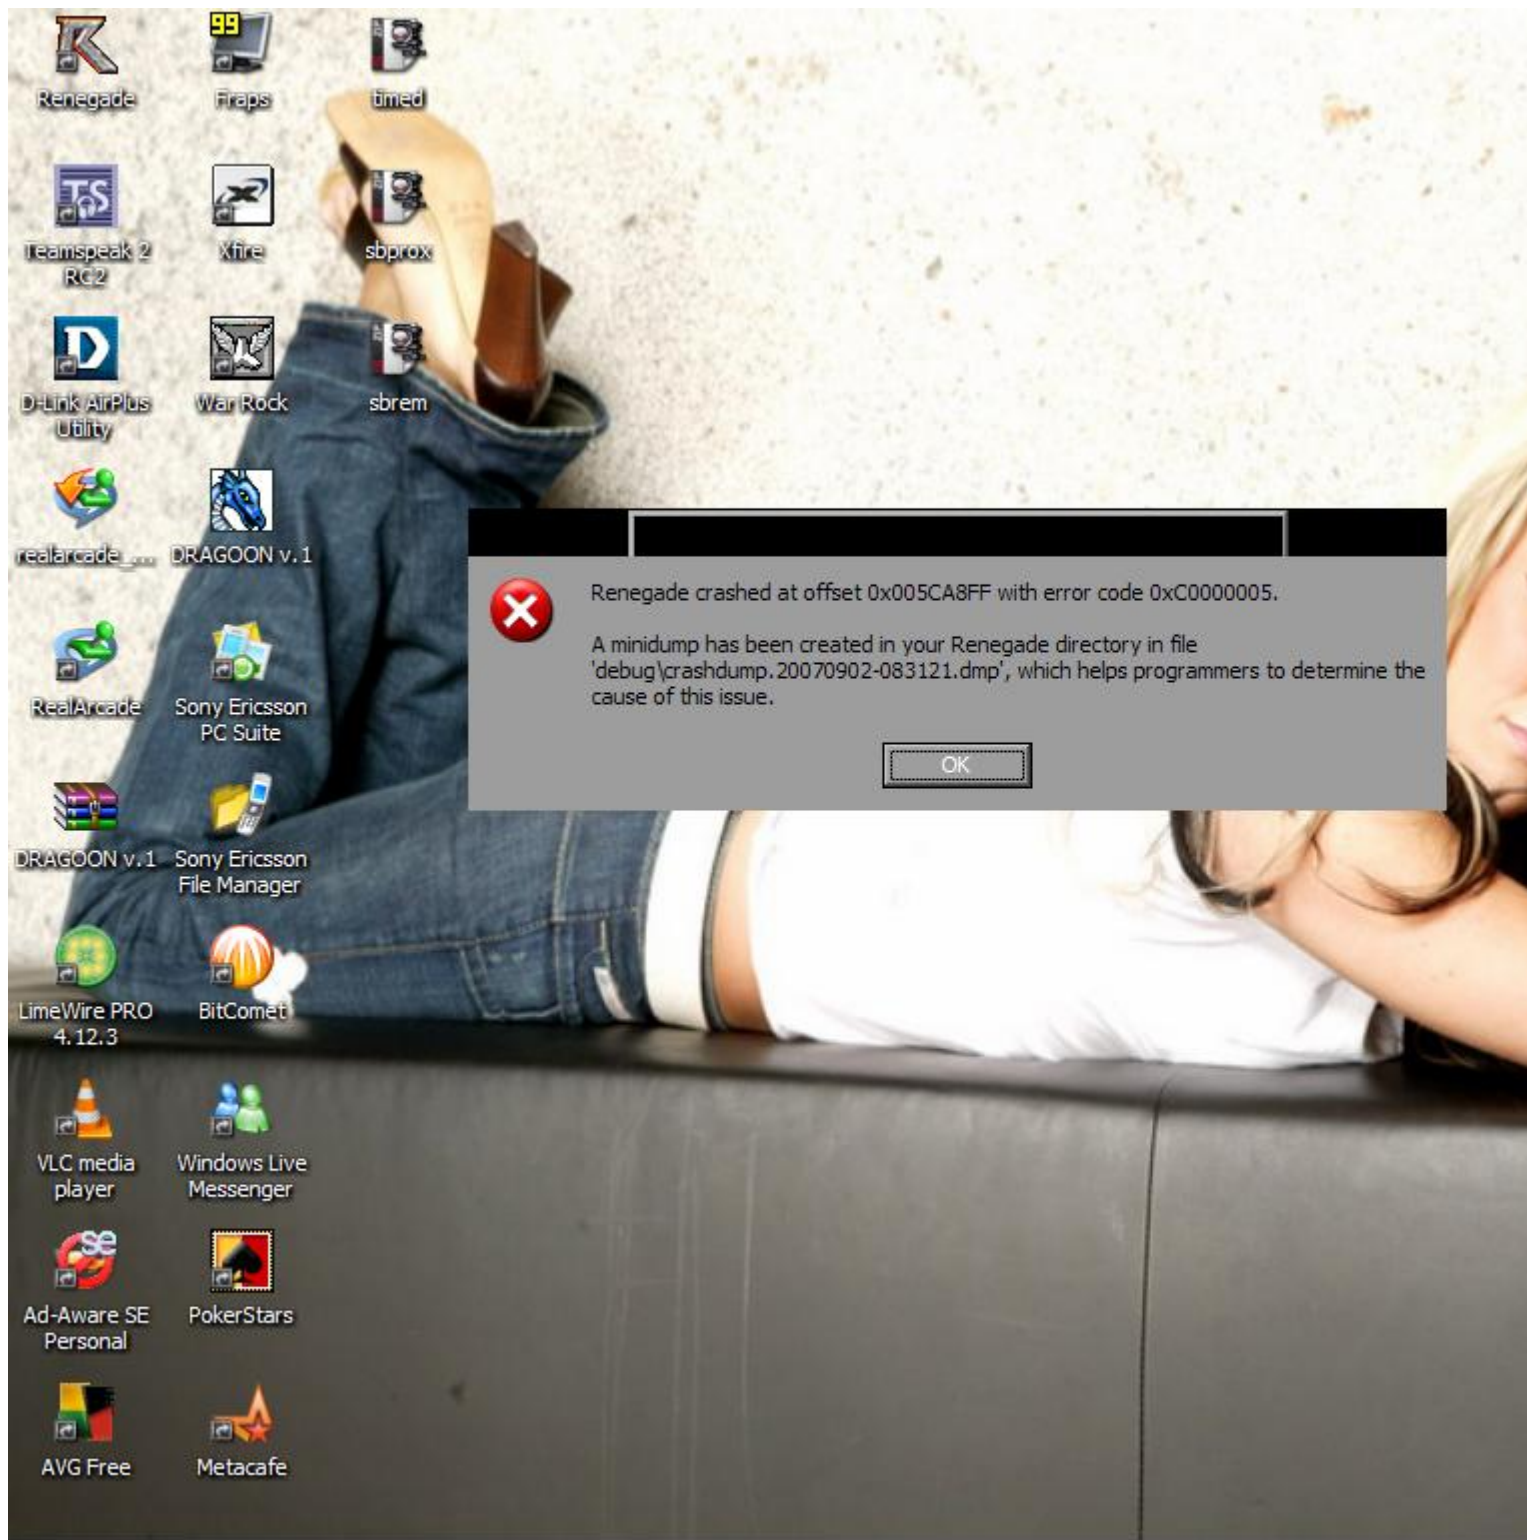 99
Renegade
Fraps
timed
TS
Teamspeak 2
RC2
Xfire
sbprox
D
D-Link AirPlus
Utility
War Rock
sbrem
realarcade_...
DRAGOON v.1
Renegade crashed at offset 0x005CA8FF with error code 0xC0000005.
A minidump has been created in your Renegade directory in file
'debug\crashdump.20070902-083121.dmp', which helps programmers to determine the
cause of this issue.
OK
RealArcade
Sony Ericsson
PC Suite
DRAGOON v.1
Sony Ericsson
File Manager
LimeWire PRO
4.12.3
BitComet
VLC media
player
Windows Live
Messenger
se
Ad-Aware SE
Personal
PokerStars
AVG Free
Metacafe